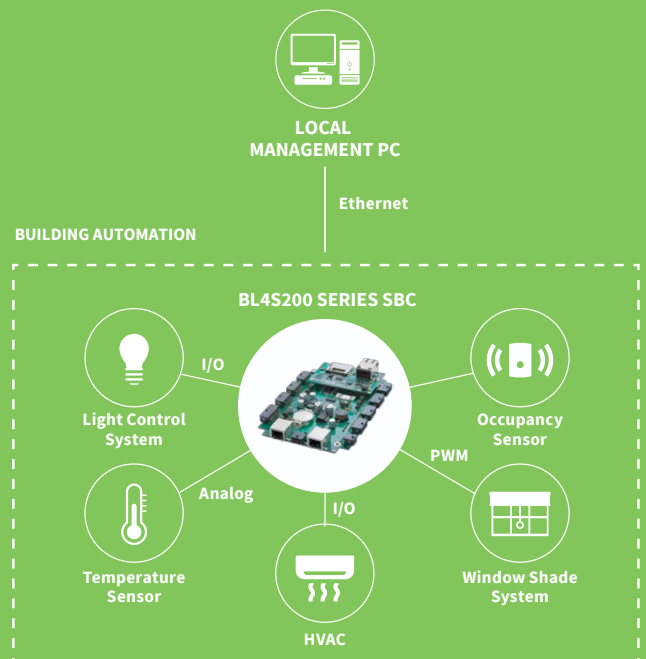 LOCAL
MANAGEMENT PC
Ethernet
BUILDING AUTOMATION
BL4S200 SERIES SBC
I/O
Light Control
System
Occupancy
Sensor
PWM
Analog
I/O
Temperature
Sensor
Window Shade
System
HVAC